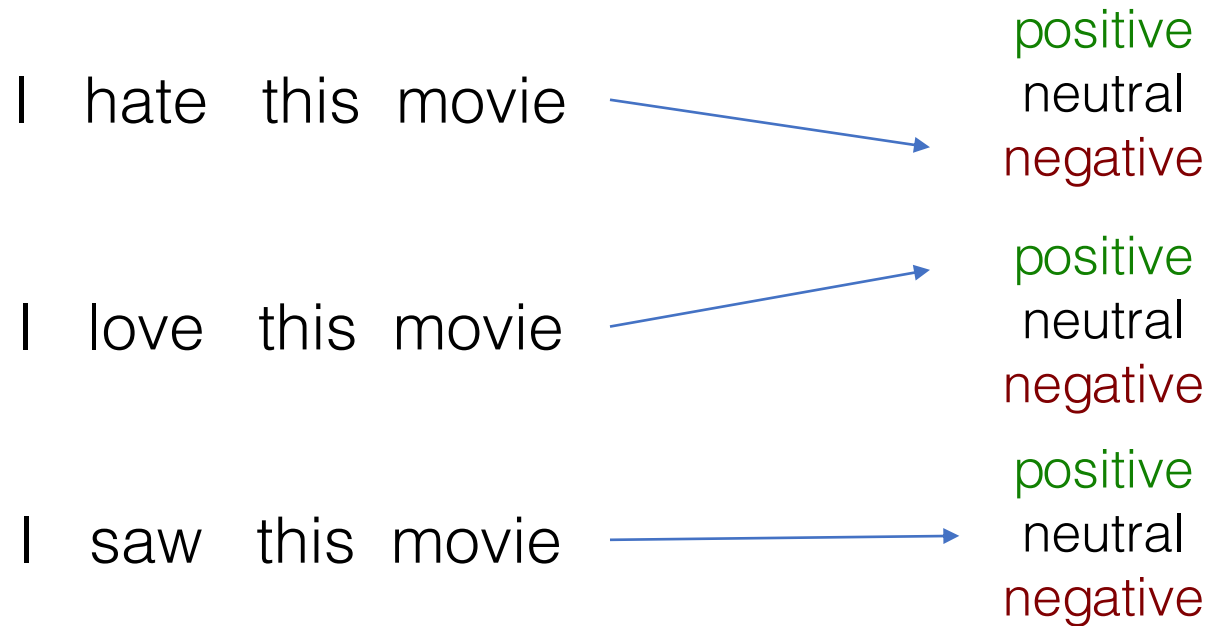 positive
I hate this movie
neutral
negative
positive
I love this movie
neutral
negative
positive
I saw this movie
neutral
negative